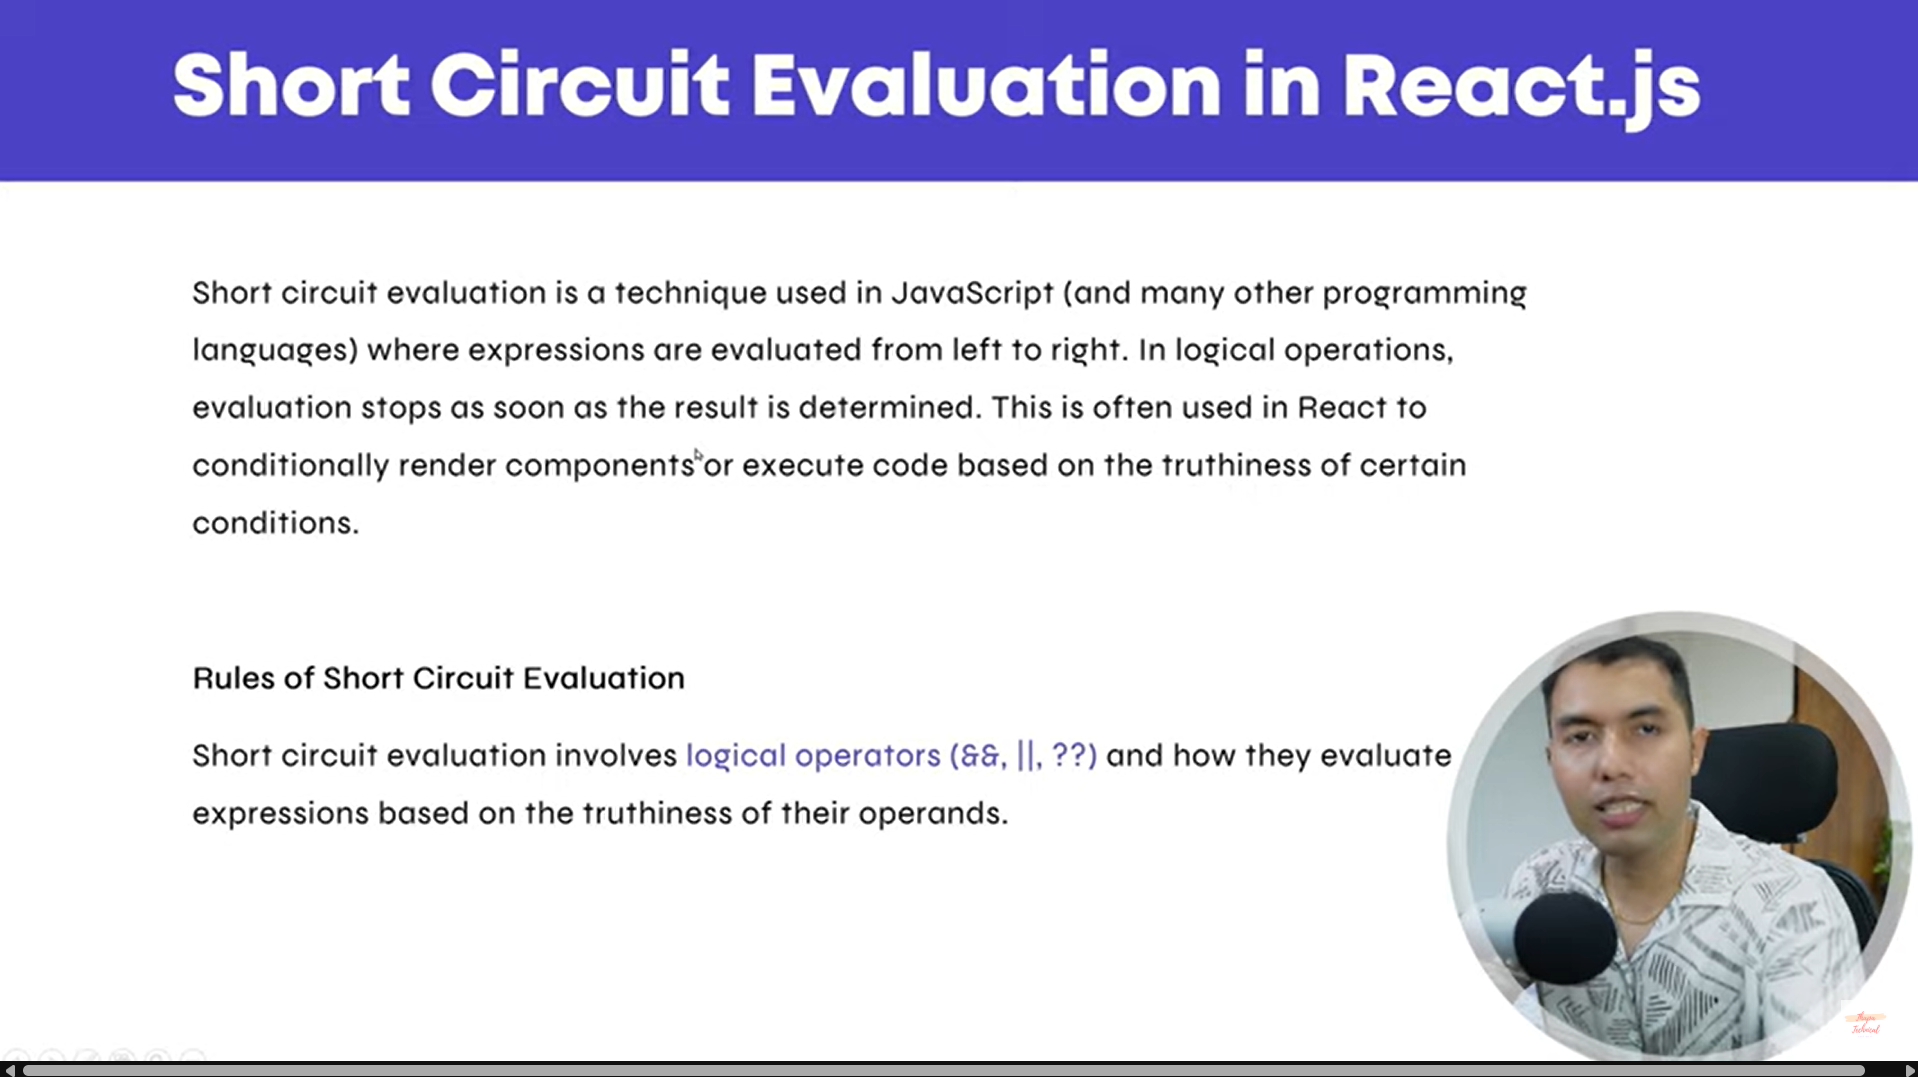 Short Circuit Evaluation in React.js
Short circuit evaluation is a technique used in JavaScript (and many other programming
languages) where expressions are evaluated from left to right. In logical operations,
evaluation stops as soon as the result is determined. This is often used in React to
conditionally render components or execute code based on the truthiness of certain
conditions.
Rules of Short Circuit Evaluation
Short circuit evaluation involves logical operators (&&, ||, ??) and how they evaluate
expressions based on the truthiness of their operands.
Technical